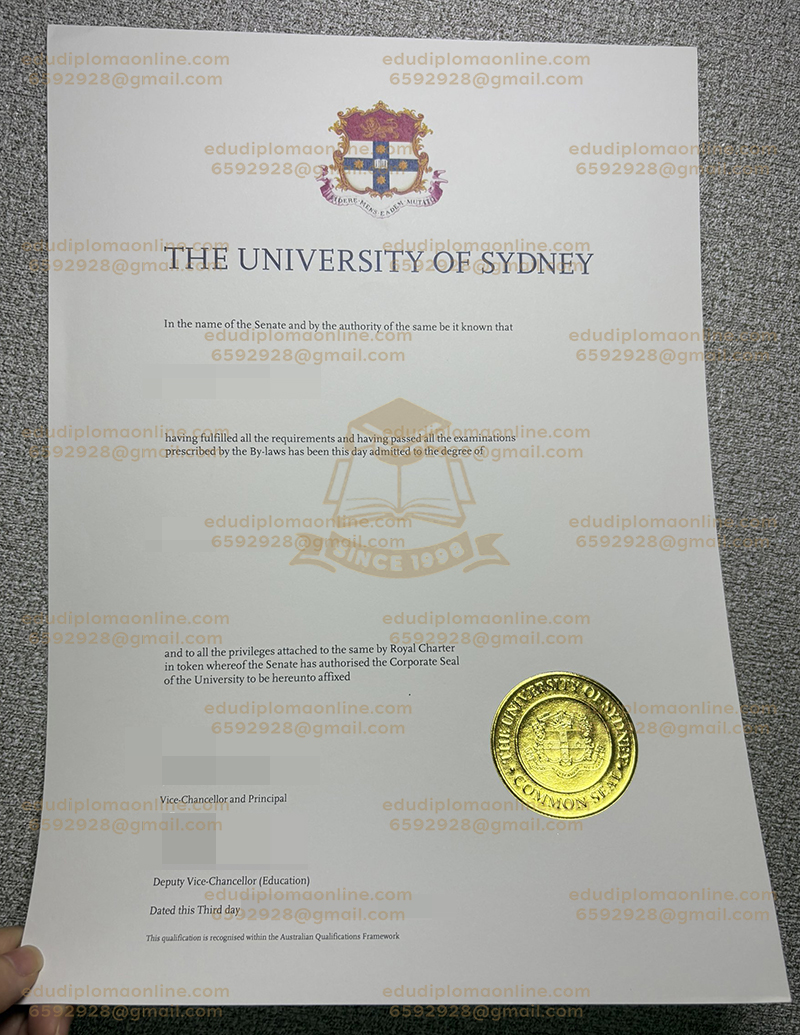 edudiplomaonline.com edudiplomaonline.com
6592928@gmail.com 6592928@gmail.com
edudiplomaonline.com edudiplomaonline.com
6592928@gmail.com 6592928@gmail.com
MENS EADEM
edudiplomaonline.com edudiplomaonline.com
THE UNIVERSITY OF SYDNEY
6592928@gmail.com 6592928@gmail.com
In the name of the Senate and by the authority of the same be it known that
edudiplomaonline.com edudiplomaonline.com
6592928@gmail.com 6592928@gmail.com
edudiplomaonline.com edudiplomaonline.com
having fulfilled all the requirements and having passed all the examinations
prescribed by the By-laws has been this day admitted to the degree of
6592928@gmail.com 6592928@gmail.com
edudiplomaonline.com edudiplomaonline.com
6592928@gmail.com 6592928@gmail.com
SINCE 1998
edudiplomaonline.com edudiplomaonline.com
6592928@gmail.com 6592928@gmail.com
and to all the privileges attached to the same by Royal Charter
in token whereof the Senate has authorised the Corporate Seal
of the University to be hereunto affixed
edudiplomaonline.com edudiplomaonline.com
6592928@gmail.com 6592928@gmail.com
THE UNIVERSITY OF SYDNEY
COMMON SEAL
Vice-Chancellor and Principal
edudiplomaonline.com edudiplomaonline.com
6592928@gmail.com 6592928@gmail.com
Deputy Vice-Chancellor (Education)
edudiplomaonline.com edudiplomaonline.com
Dated this Third day
6592928@gmail.com 6592928@gmail.com
This qualification is recognised within the Australian Qualifications Framework
edudiplomaonline.com edudiplomaonline.com
6592928@gmail.com 6592928@gmail.com